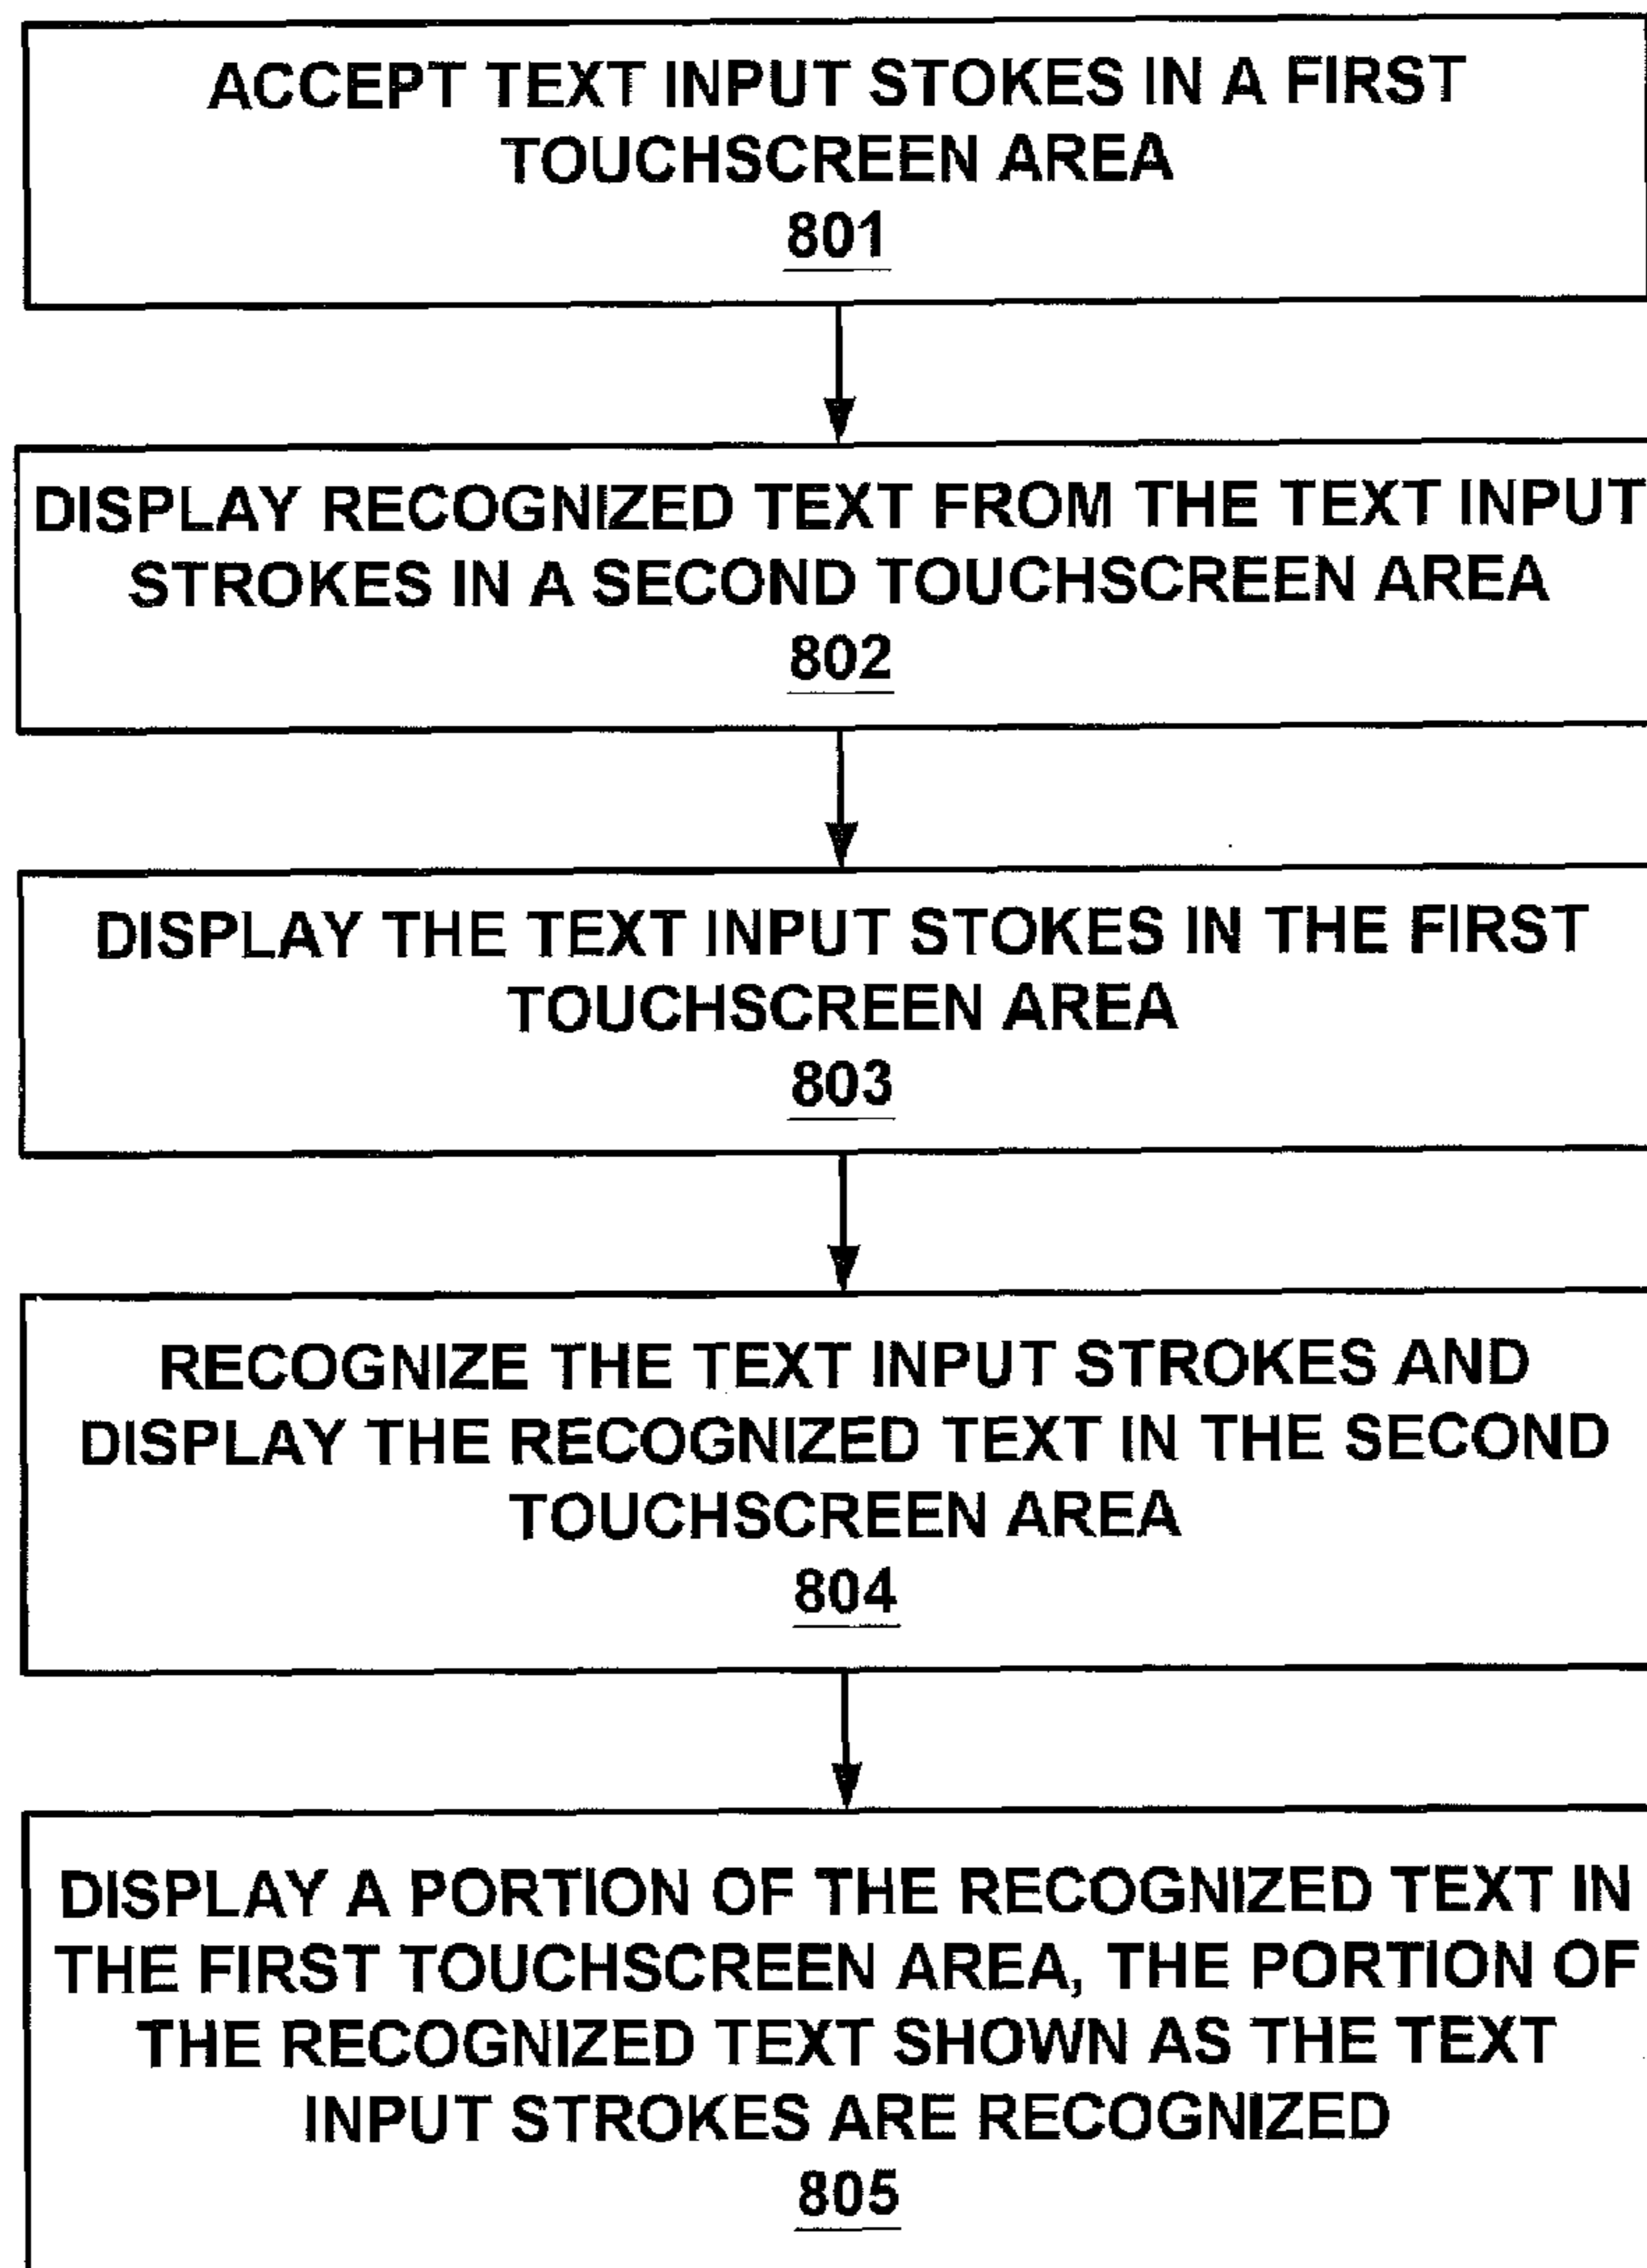 ACCEPT TEXT INPUT STOKES IN A FIRST
TOUCHSCREEN AREA
801
DISPLAY RECOGNIZED TEXT FROM THE TEXT INPUT
STROKES IN A SECOND TOUCHSCREEN AREA
802
DISPLAY THE TEXT INPUT STOKES IN THE FIRST
TOUCHSCREEN AREA
803
RECOGNIZE THE TEXT INPUT STROKES AND
DISPLAY THE RECOGNIZED TEXT IN THE SECOND
TOUCHSCREEN AREA
804
DISPLAY A PORTION OF THE RECOGNIZED TEXT IN
THE FIRST TOUCHSCREEN AREA, THE PORTION OF
THE RECOGNIZED TEXT SHOWN AS THE TEXT
INPUT STROKES ARE RECOGNIZED
805